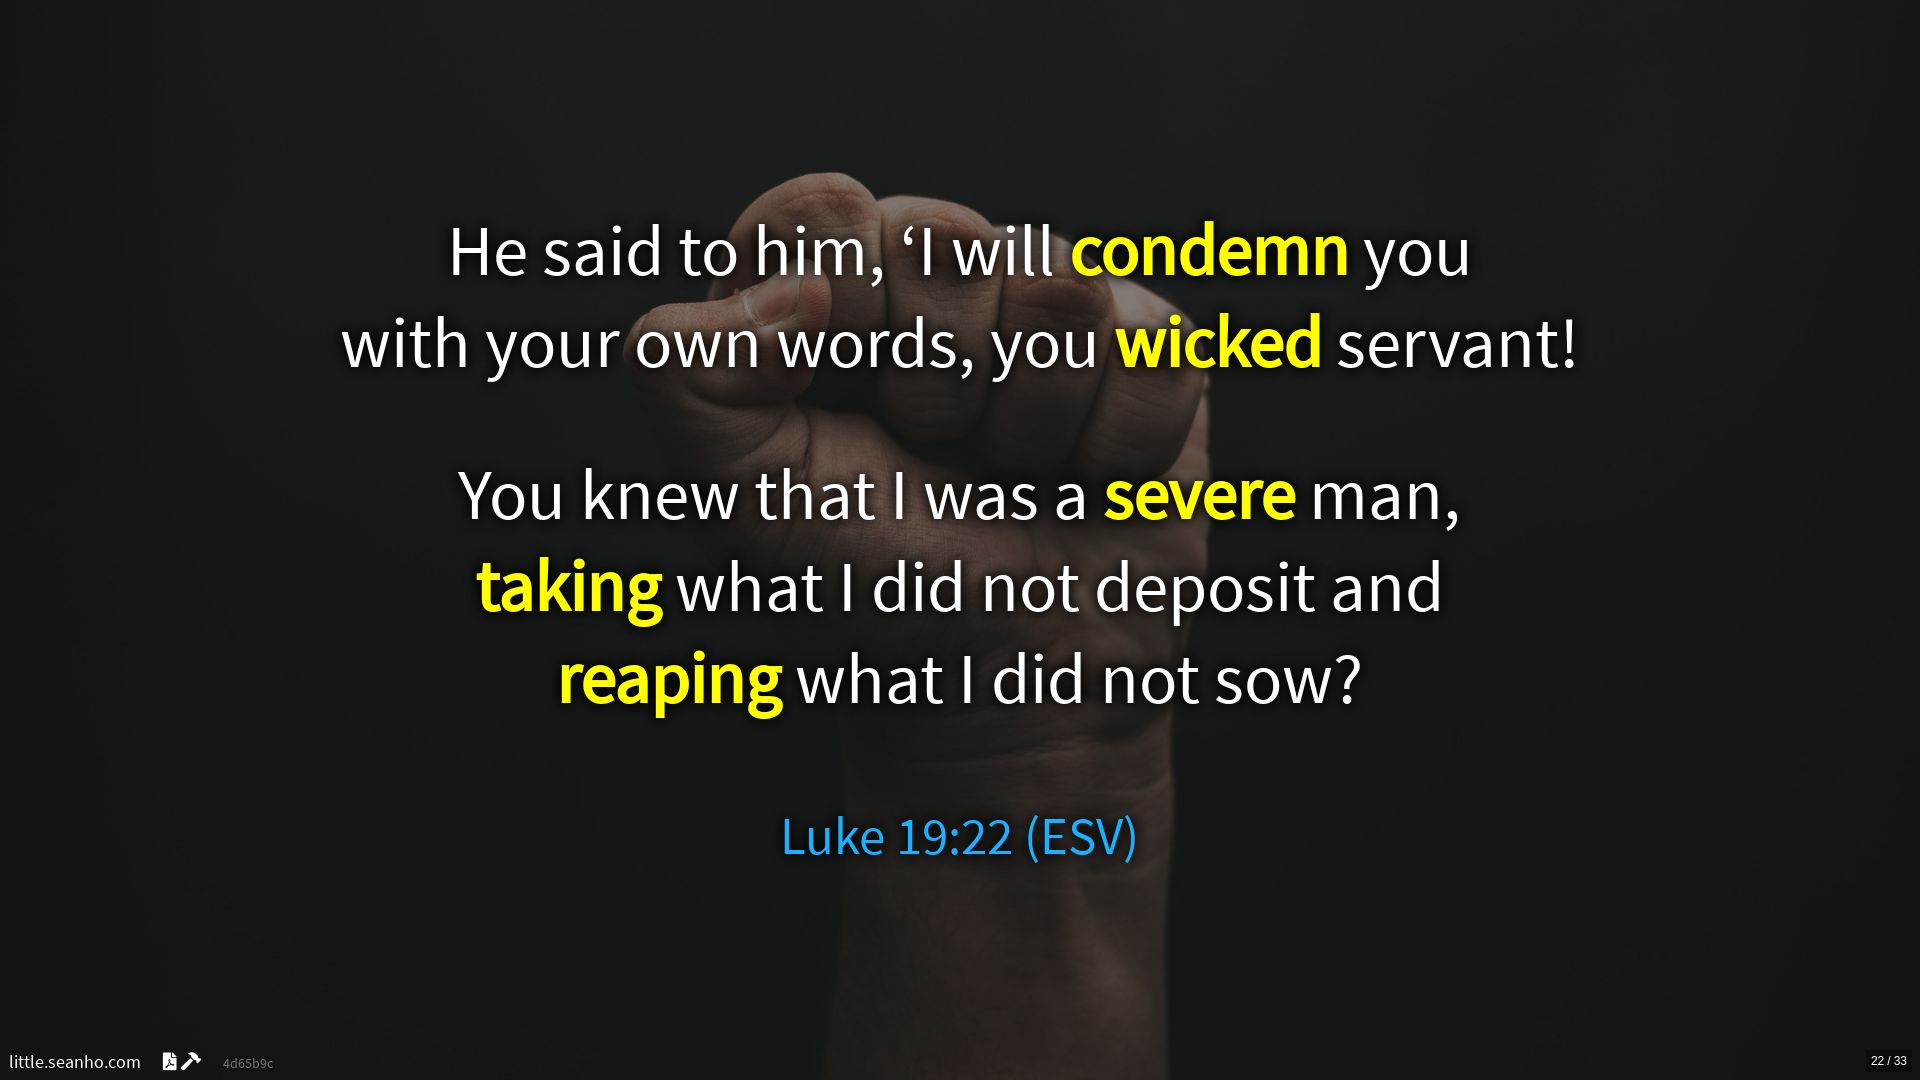 He said to him, ‘I will condemn you
with your own words, you wicked servant!
You knew that I was a severe man,
taking what I did not deposit and
reaping what I did not sow?
Luke 19:22 (ESV)
little.seanho.com
4d65b9c
22 / 33